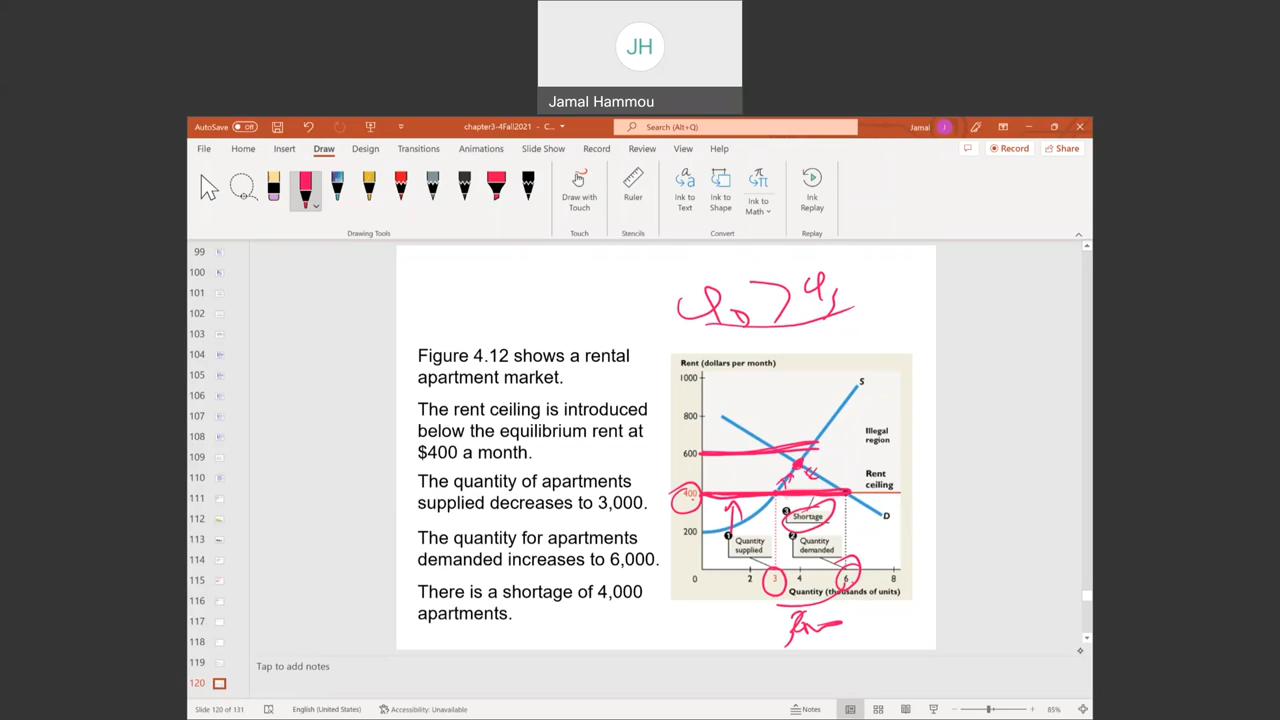 JH
Jamal Hammou
AutoSave Off chapter3-4Fall2021 - C... Search (Alt+Q) Jamal J
File Home Insert Draw Design Transitions Animations Slide Show Record Review View Help Record Share
Draw with Touch
Ruler
Ink to Text
Ink to Shape
Ink to Math
Ink Replay
Drawing Tools Touch Stencils Convert Replay
99
100
101
102
103
104
105
106
107
108
109
110
111
112
113
114
115
116
117
118
119
120
QD > QS
Figure 4.12 shows a rental
apartment market.
The rent ceiling is introduced
below the equilibrium rent at
$400 a month.
The quantity of apartments
supplied decreases to 3,000.
The quantity for apartments
demanded increases to 6,000.
There is a shortage of 4,000
apartments.
Rent (dollars per month)
1000
800
600
400
200
S
Illegal
region
Rent
ceiling
D
3 Shortage
1 Quantity
supplied
2 Quantity
demanded
0 2 3 4 6 8
Quantity (thousands of units)
Tap to add notes
Slide 120 of 131 English (United States) Accessibility: Unavailable Notes 85%